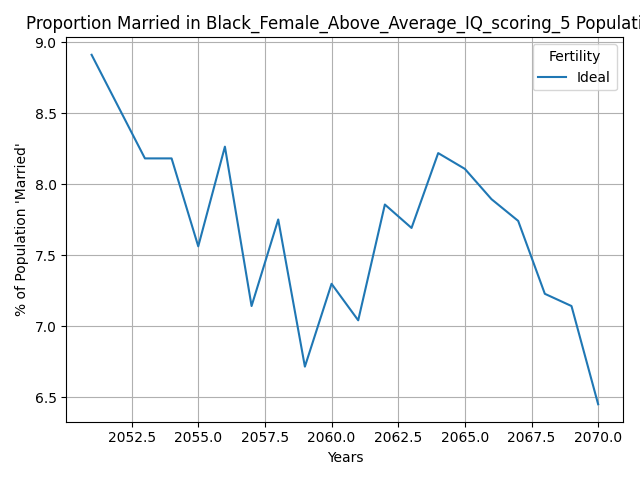 Proportion Married in Black_Female_Above_Average_IQ_scoring_5 Populati
Fertility
Ideal
9.0
8.5
8.0
7.5
7.0
6.5
% of Population 'Married'
2052.5 2055.0 2057.5 2060.0 2062.5 2065.0 2067.5 2070.0
Years